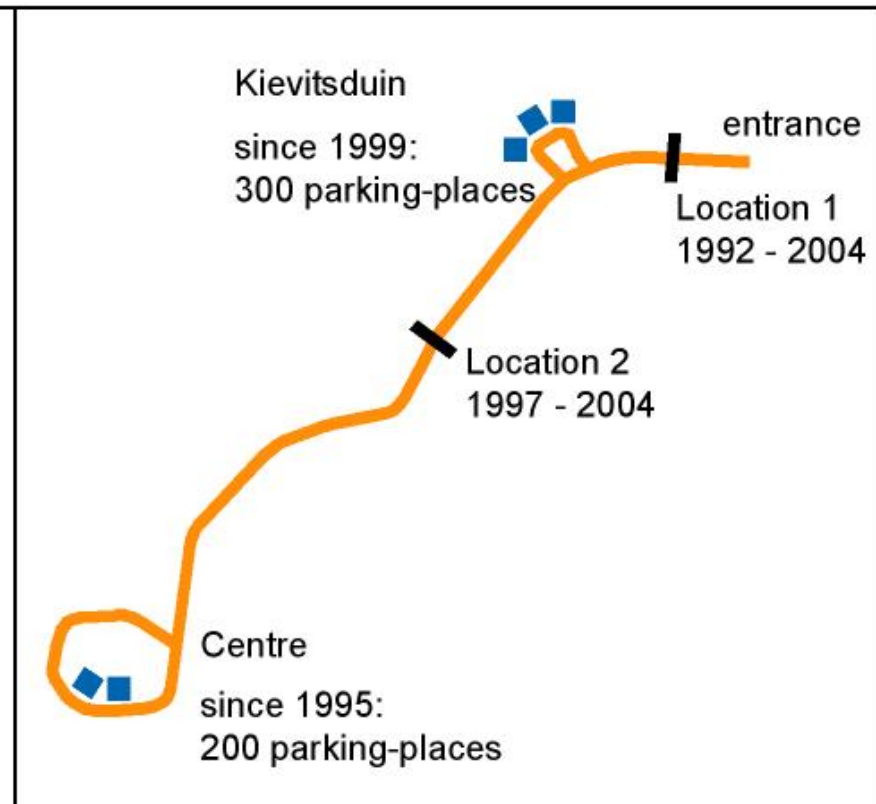 Kievitsduin
since 1999:
300 parking-places
entrance
Location 1
1992 - 2004
Location 2
1997 - 2004
Centre
since 1995:
200 parking-places